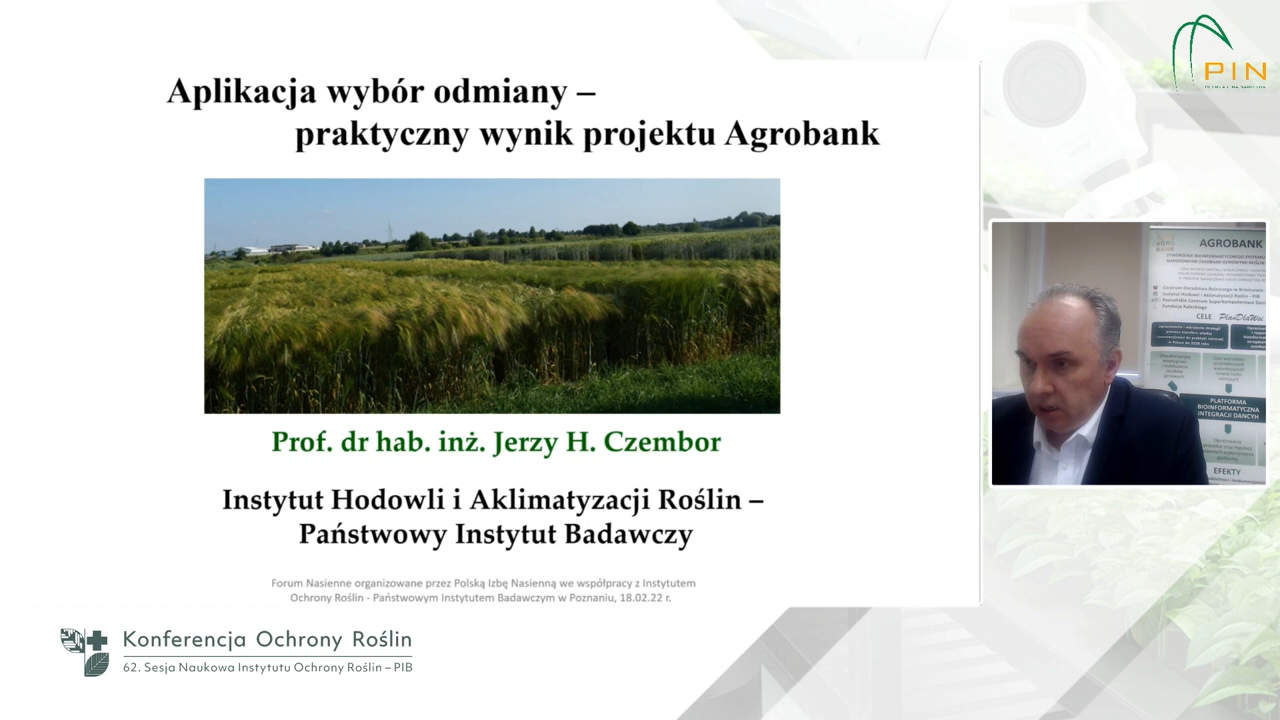 Aplikacja wybór odmiany –
praktyczny wynik projektu Agrobank
Prof. dr hab. inż. Jerzy H. Czembor
Instytut Hodowli i Aklimatyzacji Roślin –
Państwowy Instytut Badawczy
Forum Nasienne organizowane przez Polską Izbę Nasienną we współpracy z Instytutem
Ochrony Roślin - Państwowym Instytutem Badawczym w Poznaniu, 18.02.22 r.
Konferencja Ochrony Roślin
62. Sesja Naukowa Instytutu Ochrony Roślin – PIB
PIN
AGROBANK
CELE
PLATFORMA
BIOINFORMATYCZNA
INTEGRACJI DANCYH
EFEKTY